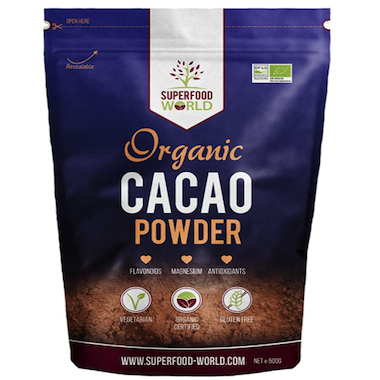 OPEN HERE
Resealable
SUPERFOOD
WORLD
Organic
CACAO
POWDER
FLAVONOIDS MAGNESIUM ANTIOXIDANTS
VEGETARIAN ORGANIC CERTIFIED GLUTEN FREE
WWW.SUPERFOOD-WORLD.COM NET e 500G